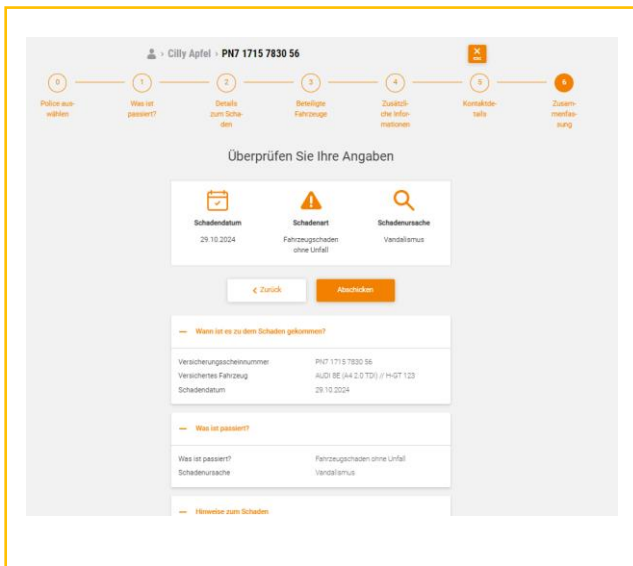 Cilly Apfel › PN7 1715 7830 56
0
1
2
3
4
5
6
Police aus-
wählen
Was ist
passiert?
Details
zum Scha-
den
Beteiligte
Fahrzeuge
Zusätzli-
che Infor-
mationen
Kontaktde-
tails
Zusam-
menfas-
sung
Überprüfen Sie Ihre Angaben
Schadendatum
29.10.2024
Schadenart
Fahrzeugschaden
ohne Unfall
Schadenursache
Vandalismus
Zurück
Abschicken
Wann ist es zu dem Schaden gekommen?
Versicherungsscheinnummer PN7 1715 7830 56
Versichertes Fahrzeug AUDI 8E (A4 2.0 TDI) // H-GT 123
Schadendatum 29.10.2024
Was ist passiert?
Was ist passiert? Fahrzeugschaden ohne Unfall
Schadenursache Vandalismus
Hinweise zum Schaden